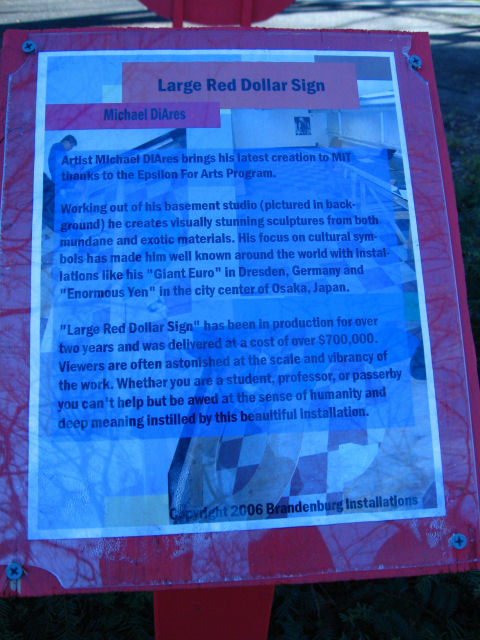 Large Red Dollar Sign
Michael DiAres
Artist Michael DiAres brings his latest creation to MIT
thanks to the Epsilon For Arts Program.
Working out of his basement studio (pictured in back-
ground) he creates visually stunning sculptures from both
mundane and exotic materials. His focus on cultural sym-
bols has made him well known around the world with instal-
lations like his "Giant Euro" in Dresden, Germany and
"Enormous Yen" in the city center of Osaka, Japan.
"Large Red Dollar Sign" has been in production for over
two years and was delivered at a cost of over $700,000.
Viewers are often astonished at the scale and vibrancy of
the work. Whether you are a student, professor, or passerby
you can't help but be awed at the sense of humanity and
deep meaning instilled by this beaultiful installation.
Copyright 2006 Brandenburg Installations